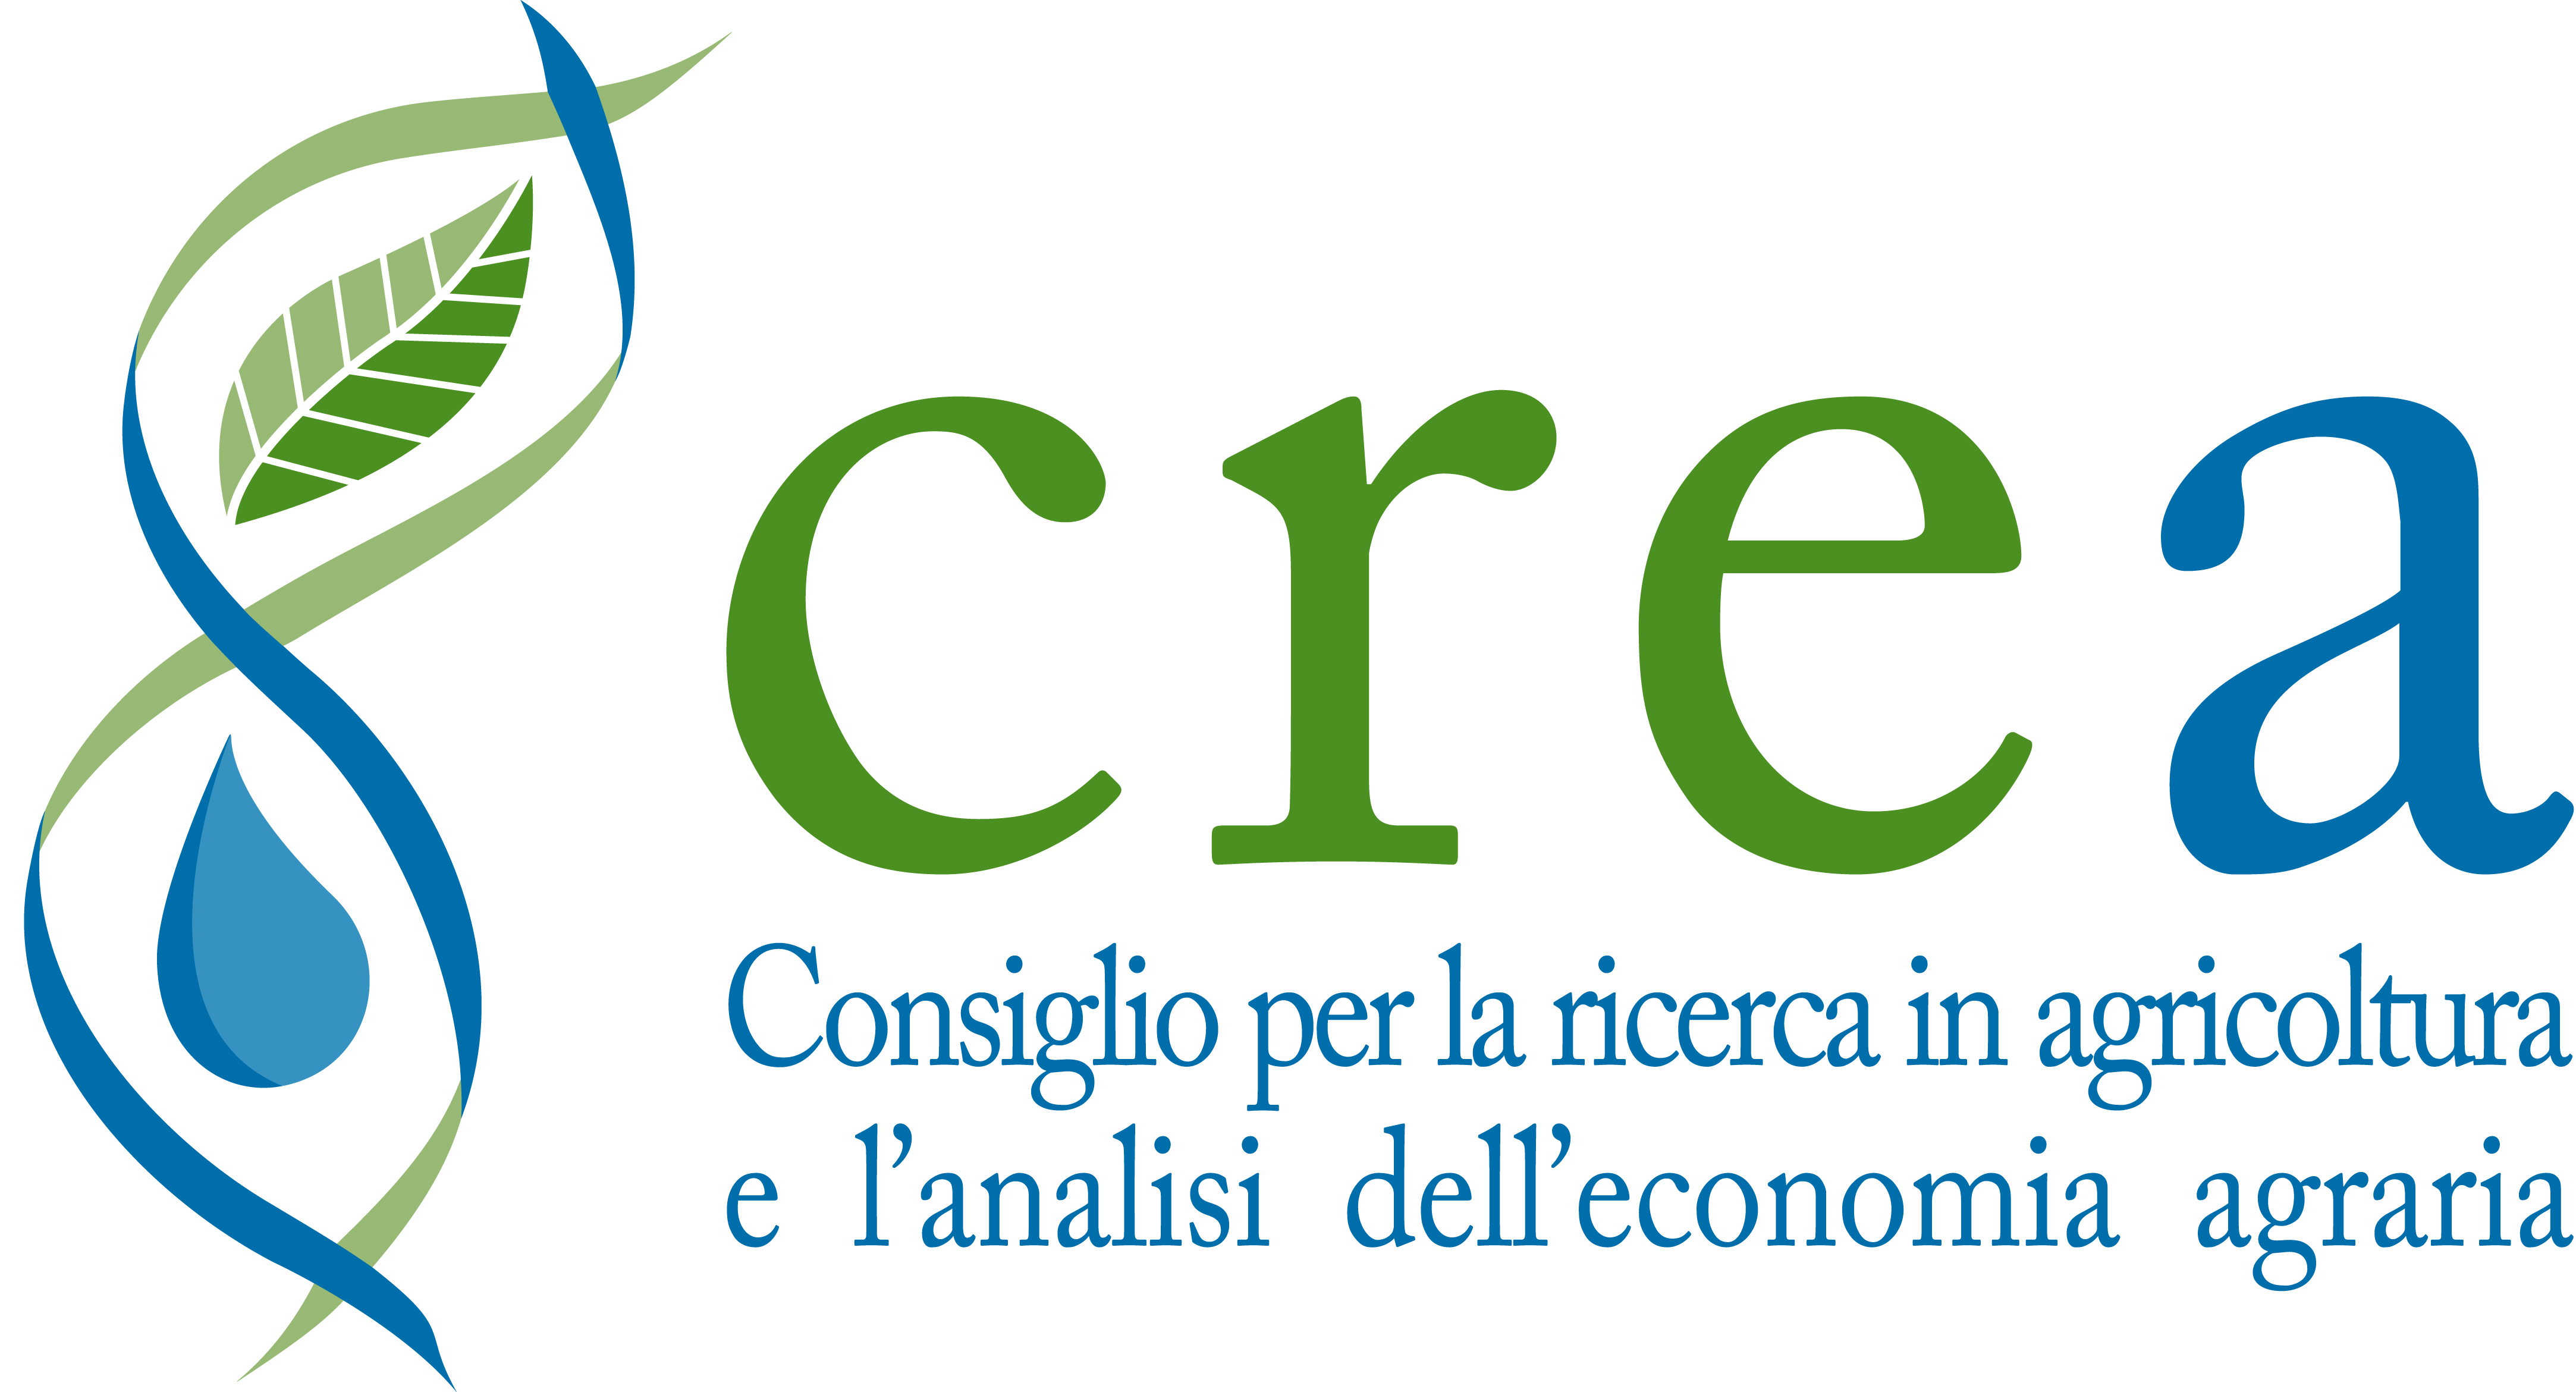 crea
Consiglio per la ricerca in agricoltura
e l’analisi dell’economia agraria